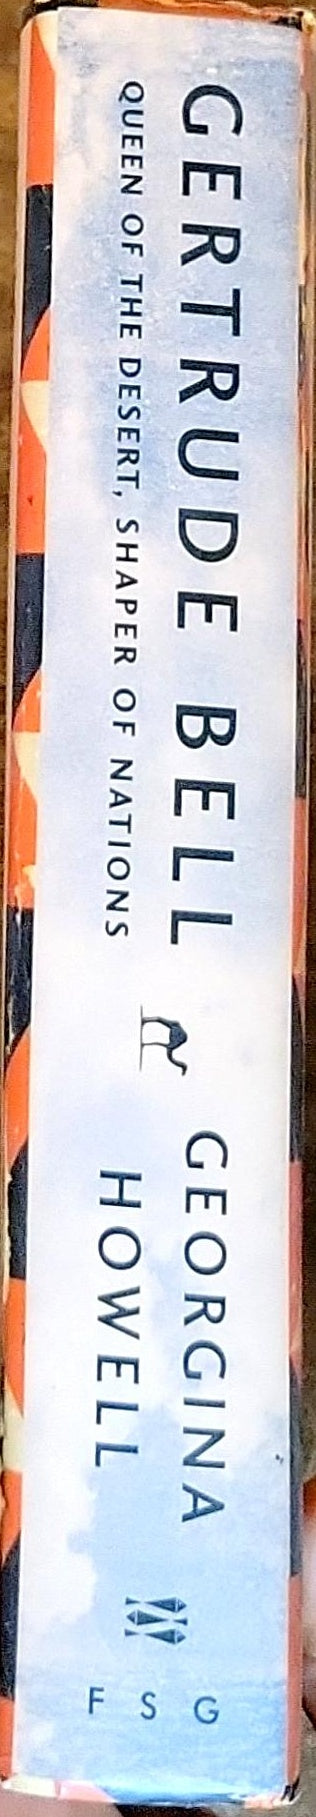 GERTRUDE BELL
QUEEN OF THE DESERT, SHAPER OF NATIONS
GEORGINA
HOWELL
F S G